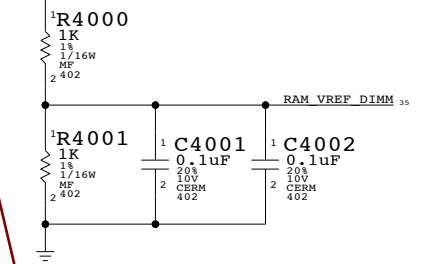 1 R4000
1K
1%
1/16W
MF
2 402
RAM_VREF_DIMM 35
1 R4001
1K
1%
1/16W
MF
2 402
1 C4001
0.1uF
20%
10V
2 CERM
402
1 C4002
0.1uF
20%
10V
2 CERM
402